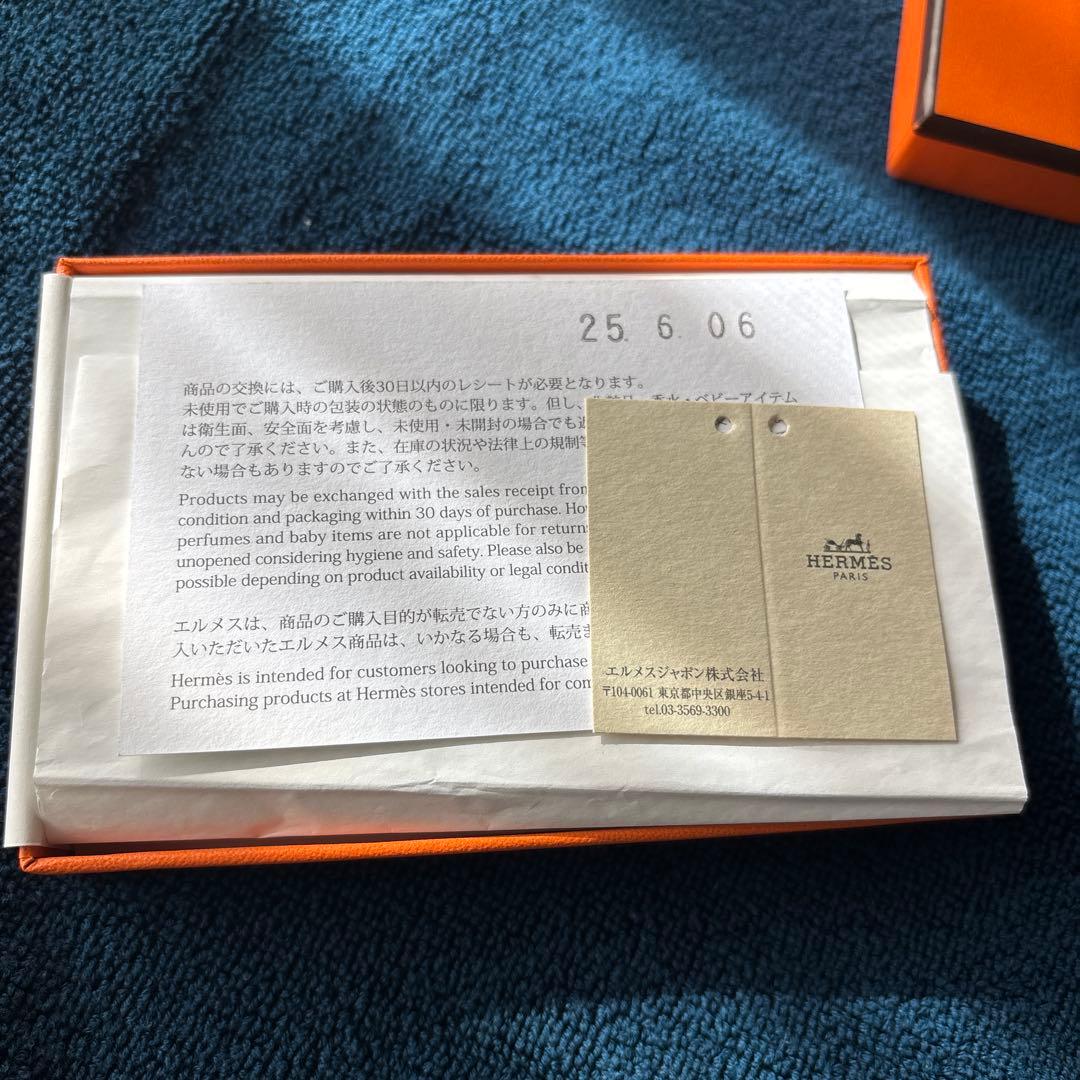 25. 6. 06
商品の交換には、ご購入後30日以内のレシートが必要となります。
未使用でご購入時の包装の状態のものに限ります。但し、 香水・ベビーアイテム
は衛生面、安全面を考慮し、未使用・未開封の場合でも
んので了承ください。また、在庫の状況や法律上の規制
ない場合もありますのでご了承ください。
Products may be exchanged with the sales receipt from
condition and packaging within 30 days of purchase.
perfumes and baby items are not applicable for
unopened considering hygiene and safety. Please also be
possible depending on product availability or legal
エルメスは、商品のご購入目的が転売でない方のみに
入いただいたエルメス商品は、いかなる場合も、転売
Hermès is intended for customers looking to purchase
Purchasing products at Hermès stores intended for
HERMÈS
PARIS
エルメスジャポン株式会社
〒104-0061 東京都中央区銀座5-4-1
tel.03-3569-3300